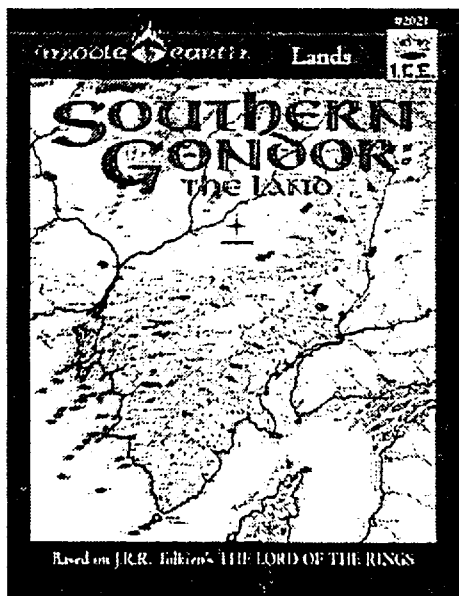 #2021
middle earth Lands
I.C.E.
SOUTHERN
GONDOR:
THE LAND
Based on J.R.R. Tolkien's THE LORD OF THE RINGS